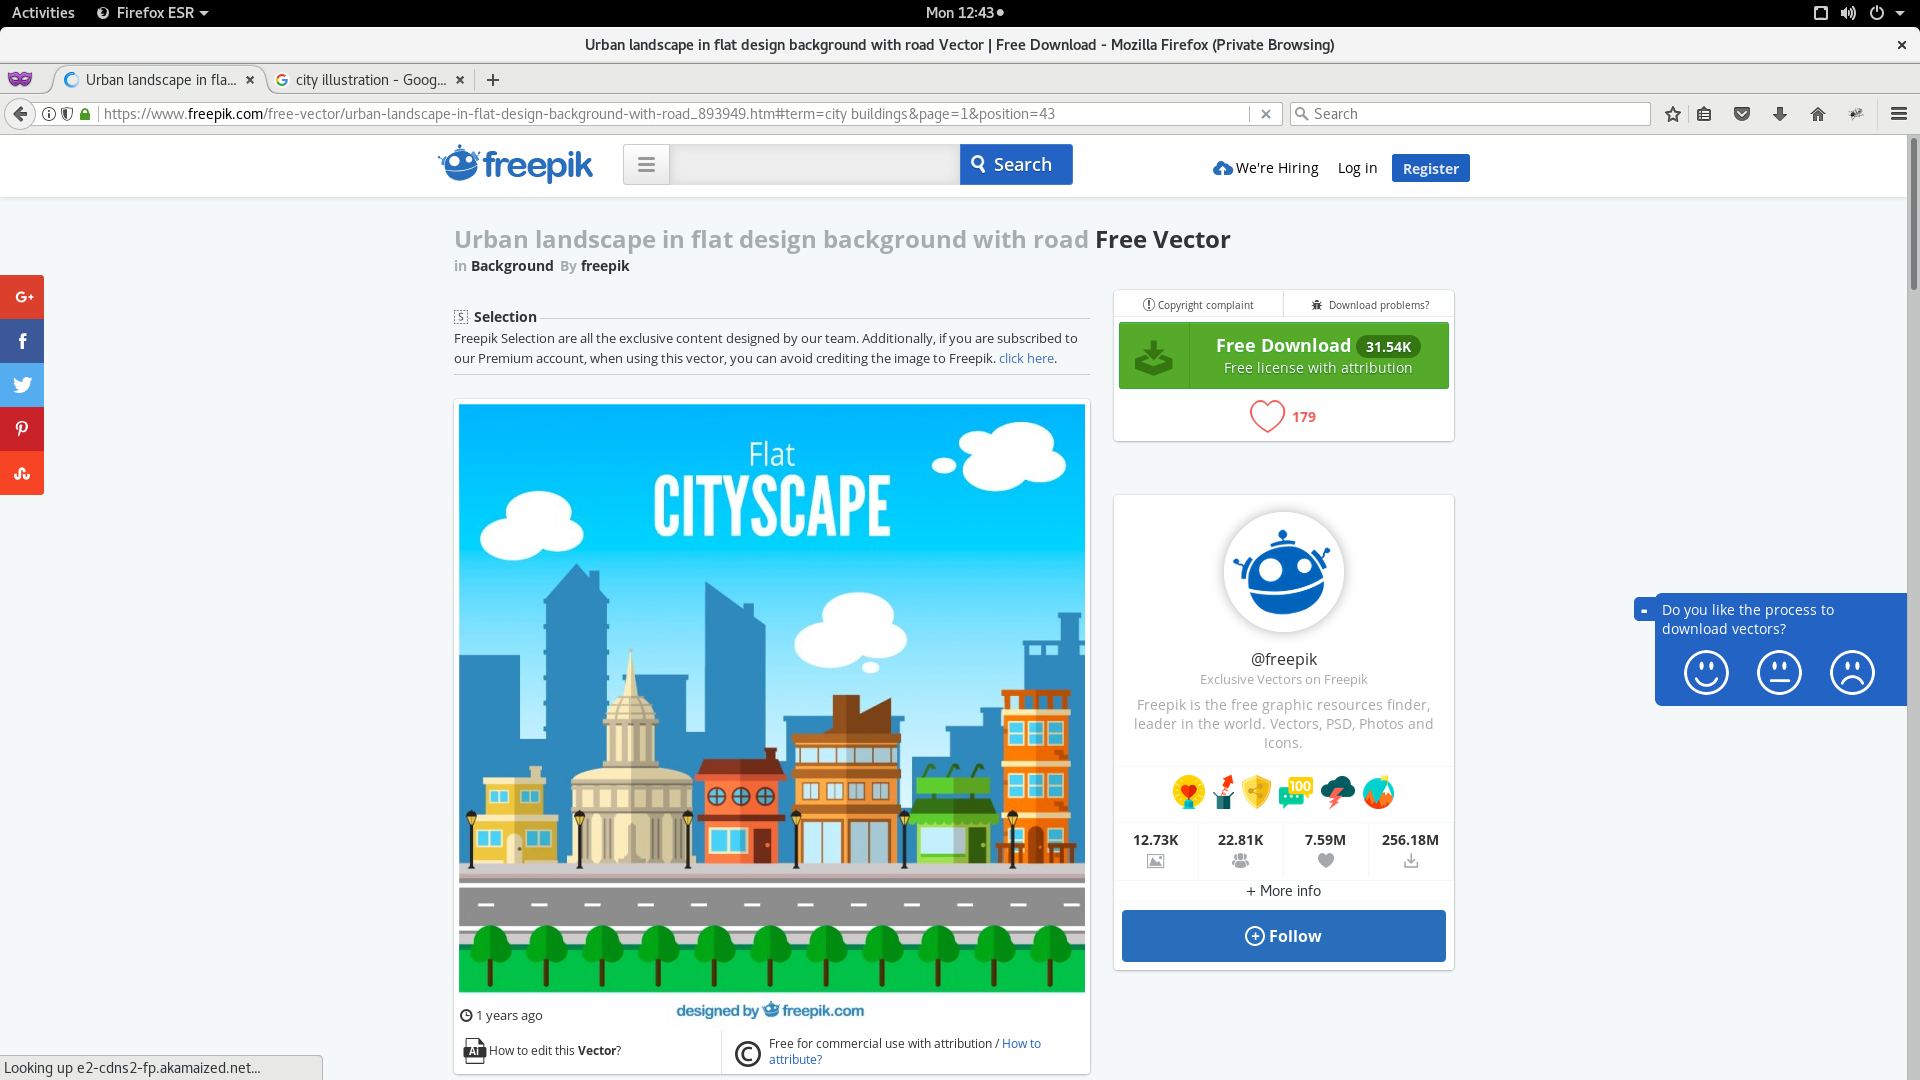 Activities
Firefox ESR
Mon 12:43
Urban landscape in flat design background with road Vector | Free Download - Mozilla Firefox (Private Browsing)
Urban landscape in fla...
city illustration - Goog...
https://www.freepik.com/free-vector/urban-landscape-in-flat-design-background-with-road_893949.htm#term=city buildings&page=1&position=43
Search
freepik
Search
We're Hiring
Log in
Register
Urban landscape in flat design background with road Free Vector
in Background By freepik
S Selection
Freepik Selection are all the exclusive content designed by our team. Additionally, if you are subscribed to
our Premium account, when using this vector, you can avoid crediting the image to Freepik. click here.
Copyright complaint
Download problems?
Free Download 31.54K
Free license with attribution
179
G+
f
Flat
CITYSCAPE
@freepik
Exclusive Vectors on Freepik
Freepik is the free graphic resources finder,
leader in the world. Vectors, PSD, Photos and
Icons.
100
12.73K
22.81K
7.59M
256.18M
+ More info
Follow
Do you like the process to
download vectors?
1 years ago
designed by freepik.com
AI How to edit this Vector?
© Free for commercial use with attribution / How to
attribute?
Looking up e2-cdns2-fp.akamaized.net...